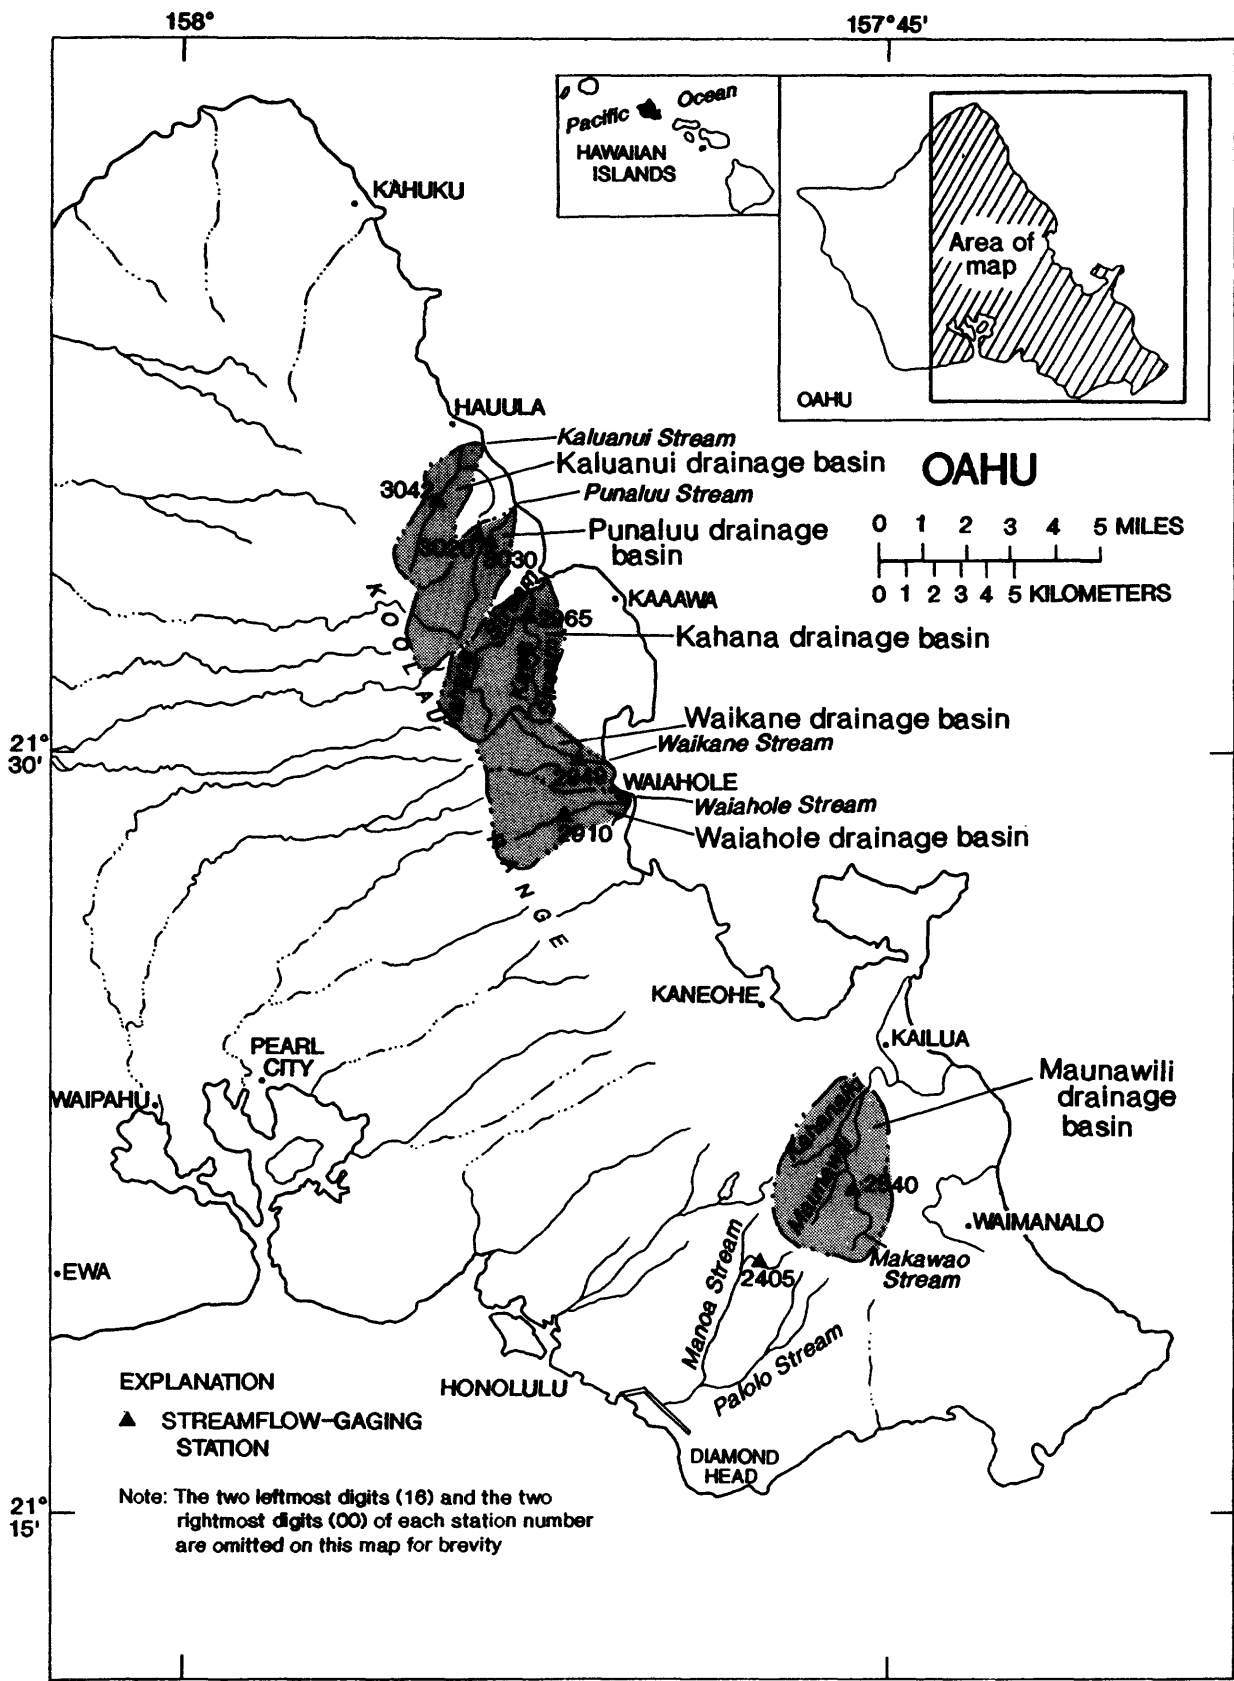 158°
157°45'
Pacific
Ocean
HAWAIIAN
ISLANDS
Area of
map
OAHU
KAHUKU
HAUULA
Kaluanui Stream
Kaluanui drainage basin
OAHU
3042
Punaluu Stream
0 1 2 3 4 5 MILES
Punaluu drainage
basin
3030
0 1 2 3 4 5 KILOMETERS
KAAAWA
2965
Kahana drainage basin
KOOLAU
Waikane drainage basin
21°
30'
Waikane Stream
2949
WAIAHOLE
Waiahole Stream
2910
Waiahole drainage basin
RANGE
KANEOHE
KAILUA
PEARL
CITY
Maunawili
drainage
basin
WAIPAHU
Maunawili
2540
WAIMANALO
Makawao
Stream
EWA
2405
Manoa Stream
Palolo Stream
EXPLANATION
HONOLULU
STREAMFLOW-GAGING
STATION
DIAMOND
HEAD
Note: The two leftmost digits (16) and the two
rightmost digits (00) of each station number
are omitted on this map for brevity
21°
15'